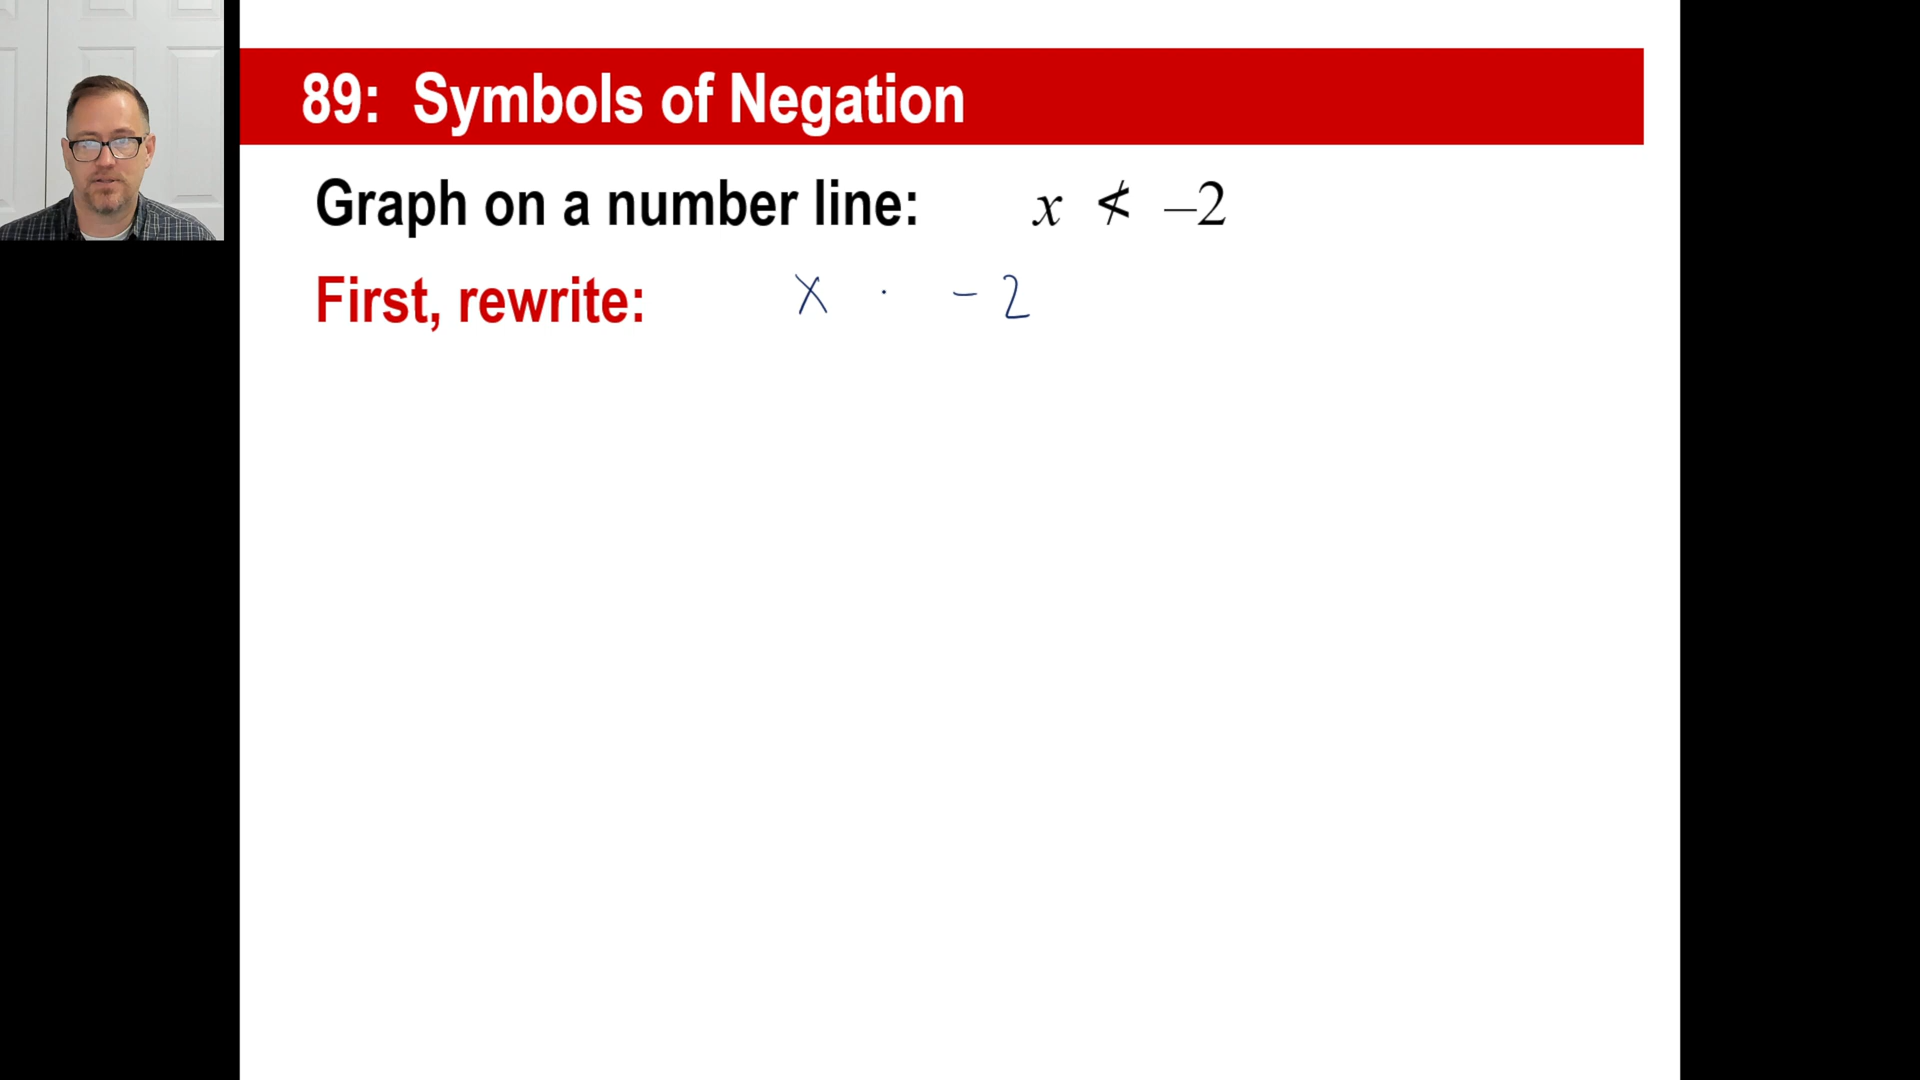 89: Symbols of Negation
Graph on a number line: x ≮ –2
First, rewrite: x · - 2